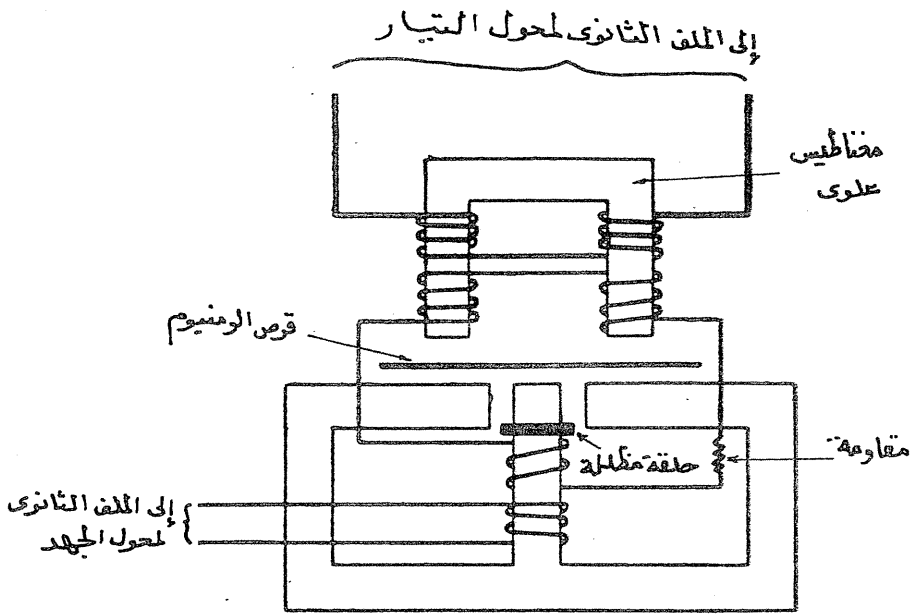 إلى الملف الثانوى لمحول التيار
مغناطيس
علوى
قرص الومنيوم
حلقة مظللة
مقاومة
إلى الملف الثانوى
لمحول الجهد